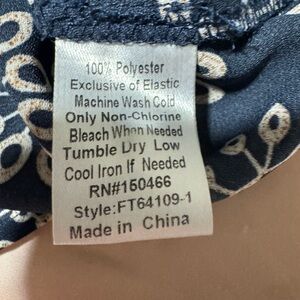 100% Polyester
Exclusive of Elastic
Machine Wash Cold
Only Non-Chlorine
Bleach When Needed
Tumble Dry Low
Cool Iron If Needed
RN#150466
Style:FT64109-1
Made in China